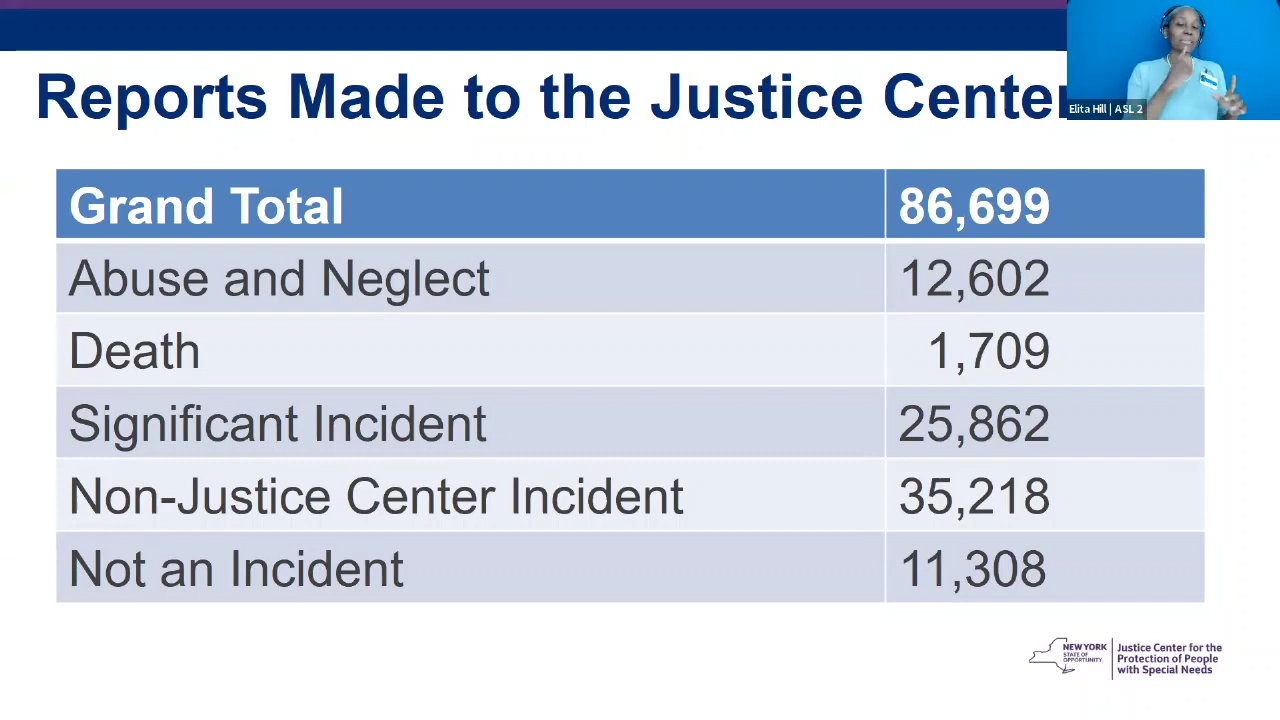 Reports Made to the Justice Center
Elita Hill | ASL 2
Grand Total 86,699
Abuse and Neglect 12,602
Death 1,709
Significant Incident 25,862
Non-Justice Center Incident 35,218
Not an Incident 11,308
NEW YORK
STATE OF
OPPORTUNITY.
Justice Center for the
Protection of People
with Special Needs